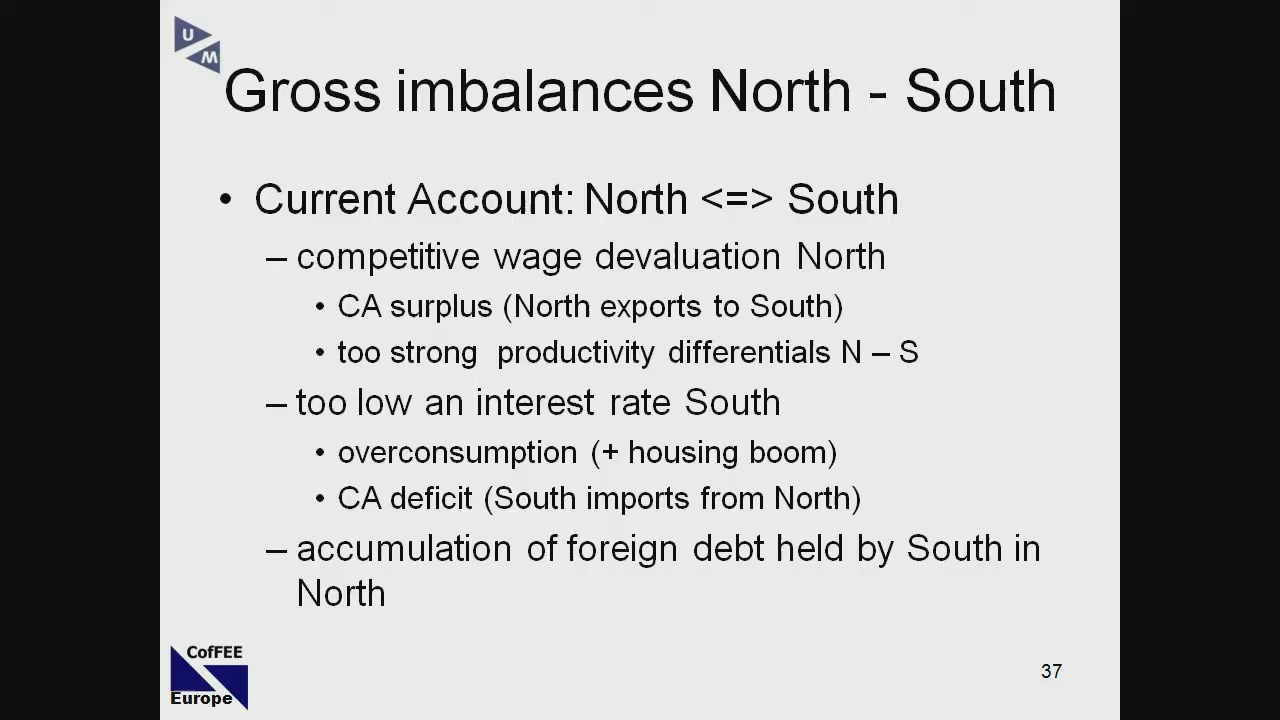 U
M
Gross imbalances North - South
• Current Account: North <=> South
– competitive wage devaluation North
• CA surplus (North exports to South)
• too strong productivity differentials N – S
– too low an interest rate South
• overconsumption (+ housing boom)
• CA deficit (South imports from North)
– accumulation of foreign debt held by South in
North
CofFEE
Europe
37